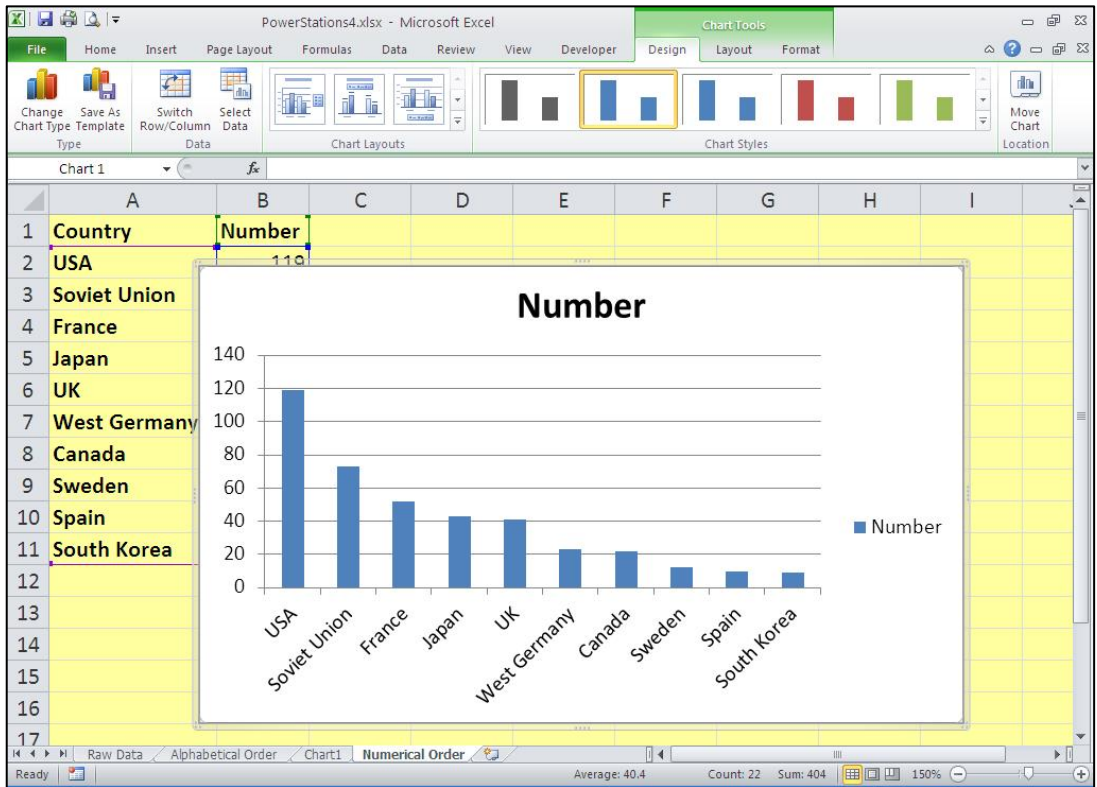 PowerStations4.xlsx - Microsoft Excel
Chart Tools
File Home Insert Page Layout Formulas Data Review View Developer Design Layout Format
Change Chart Type
Save As Template
Switch Row/Column
Select Data
Move Chart
Type Data Chart Layouts Chart Styles Location
Chart 1 fx
A B C D E F G H I
1 Country Number
2 USA 119
3 Soviet Union
4 France
5 Japan
6 UK
7 West Germany
8 Canada
9 Sweden
10 Spain
11 South Korea
12
13
14
15
16
17
Number
140
120
100
80
60
40
20
0
Number
USA Soviet Union France Japan UK West Germany Canada Sweden Spain South Korea
Raw Data Alphabetical Order Chart1 Numerical Order
Ready Average: 40.4 Count: 22 Sum: 404 150%